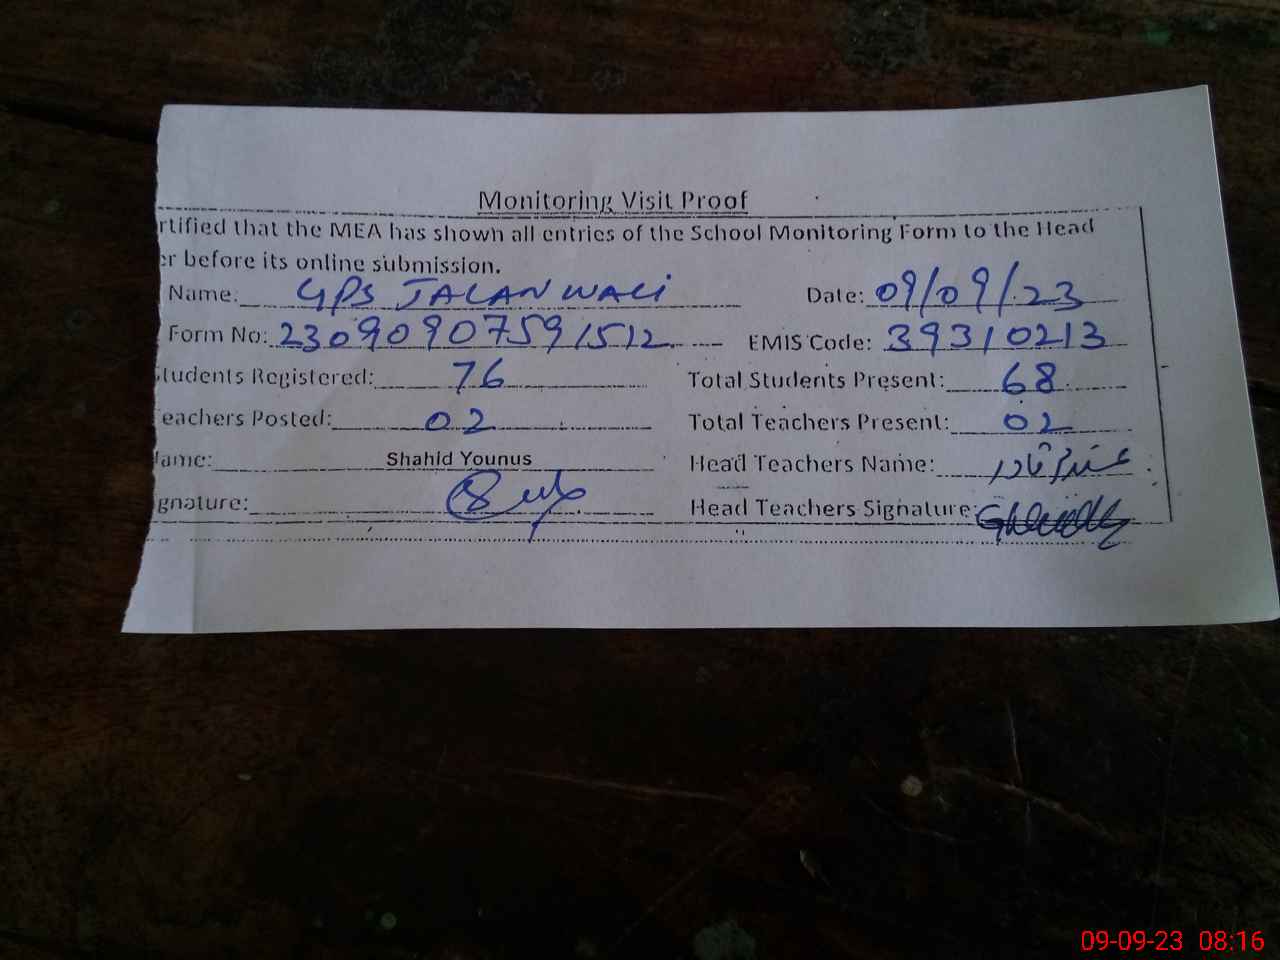 Monitoring Visit Proof
rtified that the MEA has shown all entries of the School Monitoring Form to the Head
er before its online submission.
Name: GPS JALAN WALI Date: 09/09/23
Form No: 23090907591512 EMIS Code: 39310213
tudents Registered: 76 Total Students Present: 68
eachers Posted: 02 Total Teachers Present: 02
ame: Shahid Younus Head Teachers Name:
gnature: Head Teachers Signature:
09-09-23 08:16